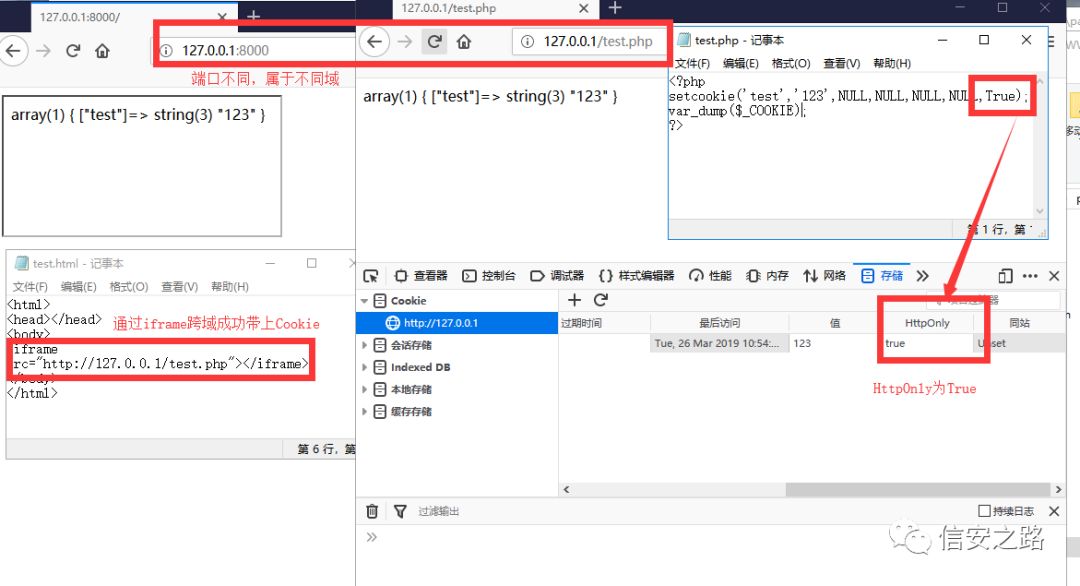 127.0.0.1:8000/
127.0.0.1/test.php
127.0.0.1:8000
127.0.0.1/test.php
端口不同，属于不同域
array(1) { ["test"]=> string(3) "123" }
array(1) { ["test"]=> string(3) "123" }
test.php - 记事本
文件(F) 编辑(E) 格式(O) 查看(V) 帮助(H)
<?php
setcookie('test','123',NULL,NULL,NULL,NULL,True);
var_dump($_COOKIE);
?>
第 1 行，第
test.html - 记事本
文件(F) 编辑(E) 格式(O) 查看(V) 帮助(H)
<html>
<head></head>
<body>
iframe
rc="http://127.0.0.1/test.php"></iframe>
</body>
</html>
通过iframe跨域成功带上Cookie
第 6 行，第
查看器 控制台 调试器 样式编辑器 性能 内存 网络 存储
Cookie
http://127.0.0.1
会话存储
Indexed DB
本地存储
缓存存储
过期时间 最后访问 值 HttpOnly 同站
Tue, 26 Mar 2019 10:54:... 123 true Unset
HttpOnly为True
过滤输出
持续日志
信安之路